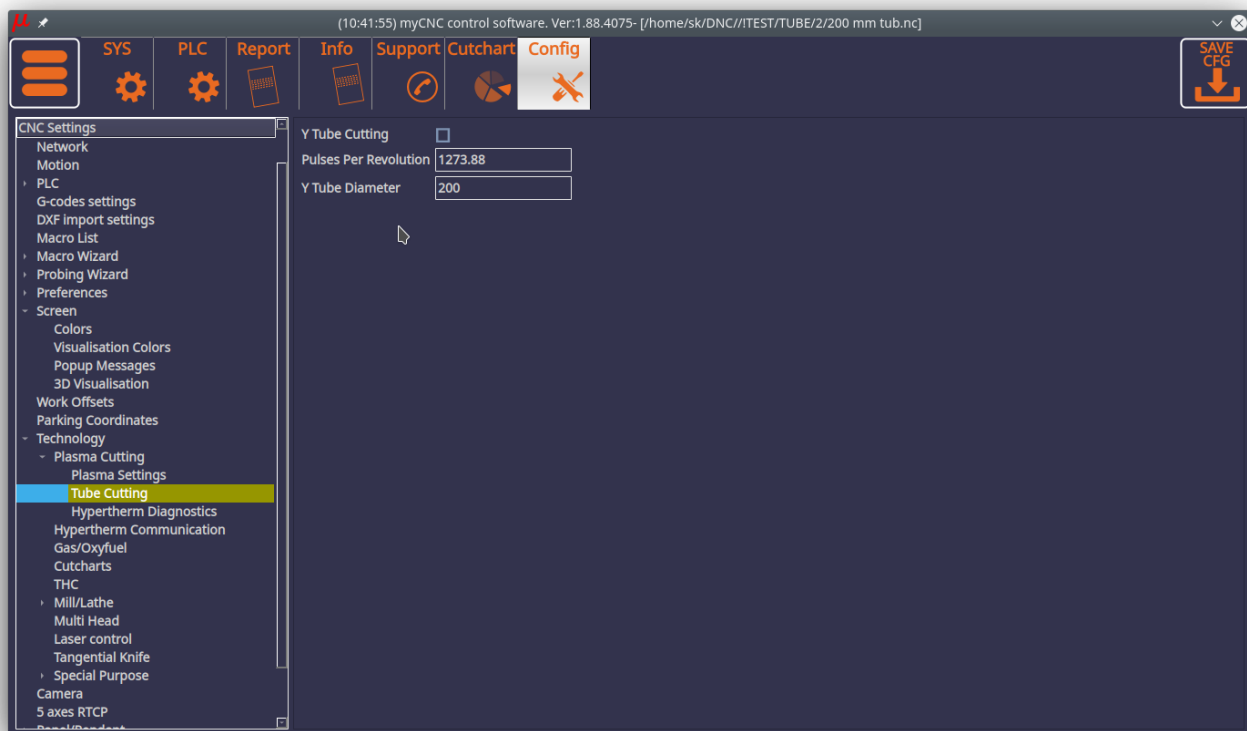 µ
(10:41:55) myCNC control software. Ver:1.88.4075- [/home/sk/DNC//!TEST/TUBE/2/200 mm tub.nc]
SYS PLC Report Info Support Cutchart Config
SAVE
CFG
CNC Settings
Network
Motion
PLC
G-codes settings
DXF import settings
Macro List
Macro Wizard
Probing Wizard
Preferences
Screen
Colors
Visualisation Colors
Popup Messages
3D Visualisation
Work Offsets
Parking Coordinates
Technology
Plasma Cutting
Plasma Settings
Tube Cutting
Hypertherm Diagnostics
Hypertherm Communication
Gas/Oxyfuel
Cutcharts
THC
Mill/Lathe
Multi Head
Laser control
Tangential Knife
Special Purpose
Camera
5 axes RTCP
Panel/Pendant
Y Tube Cutting
Pulses Per Revolution 1273.88
Y Tube Diameter 200